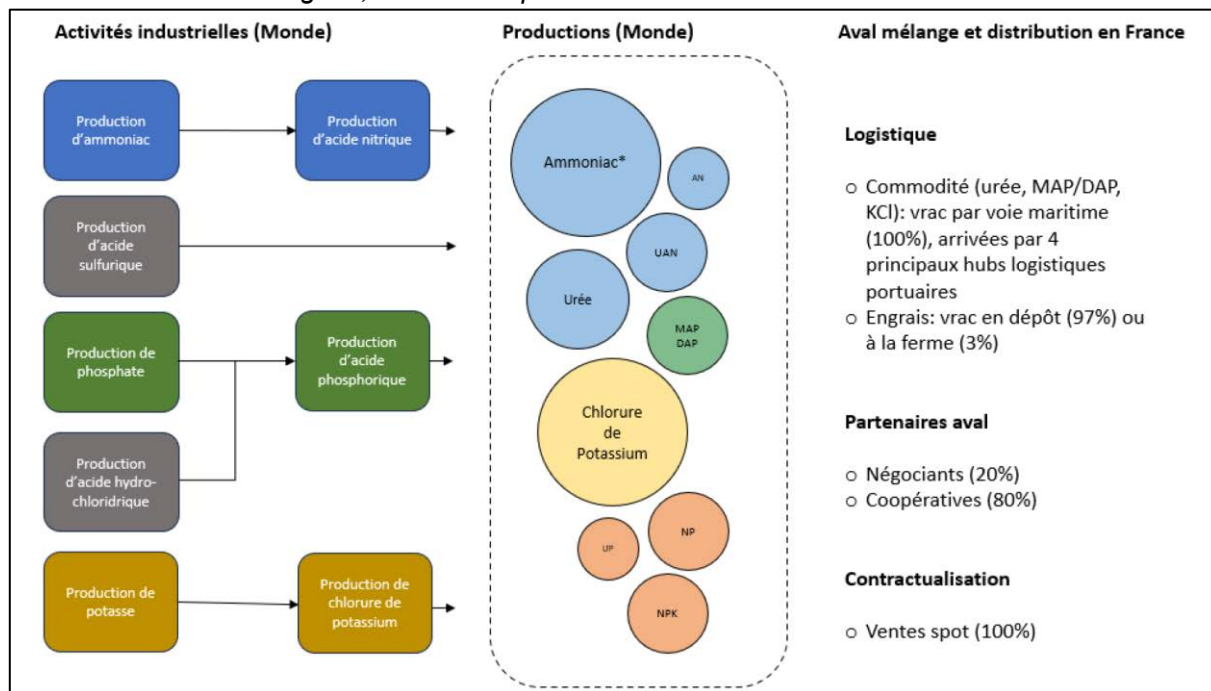 Activités industrielles (Monde)
Productions (Monde)
Aval mélange et distribution en France
Production
d'ammoniac
Production
d'acide nitrique
Production
d'acide
sulfurique
Production de
phosphate
Production
d'acide
phosphorique
Production
d'acide hydro-
chloridrique
Production de
potasse
Production de
chlorure de
potassium
Ammoniac*
AN
UAN
Urée
MAP
DAP
Chlorure
de
Potassium
UP
NP
NPK
Logistique
o Commodité (urée, MAP/DAP,
KCl): vrac par voie maritime
(100%), arrivées par 4
principaux hubs logistiques
portuaires
o Engrais: vrac en dépôt (97%) ou
à la ferme (3%)
Partenaires aval
o Négociants (20%)
o Coopératives (80%)
Contractualisation
o Ventes spot (100%)